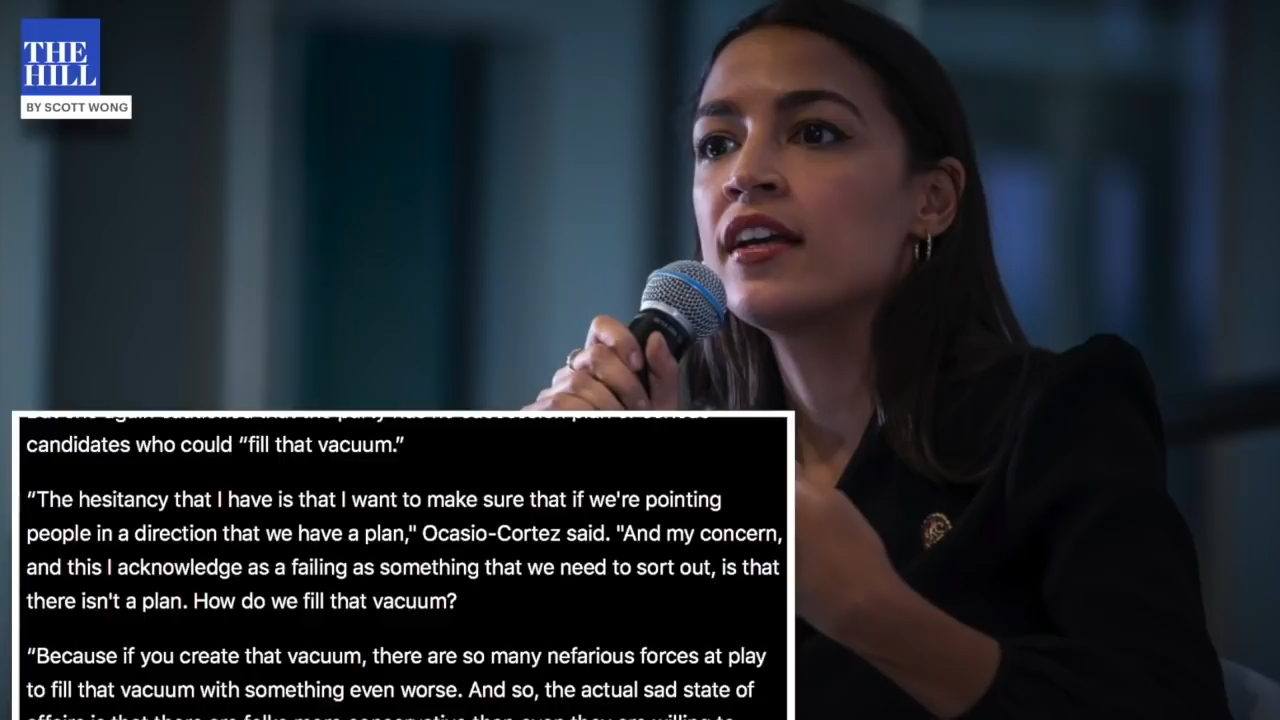 THE
HILL
BY SCOTT WONG
candidates who could “fill that vacuum.”
“The hesitancy that I have is that I want to make sure that if we're pointing
people in a direction that we have a plan," Ocasio-Cortez said. "And my concern,
and this I acknowledge as a failing as something that we need to sort out, is that
there isn't a plan. How do we fill that vacuum?
“Because if you create that vacuum, there are so many nefarious forces at play
to fill that vacuum with something even worse. And so, the actual sad state of